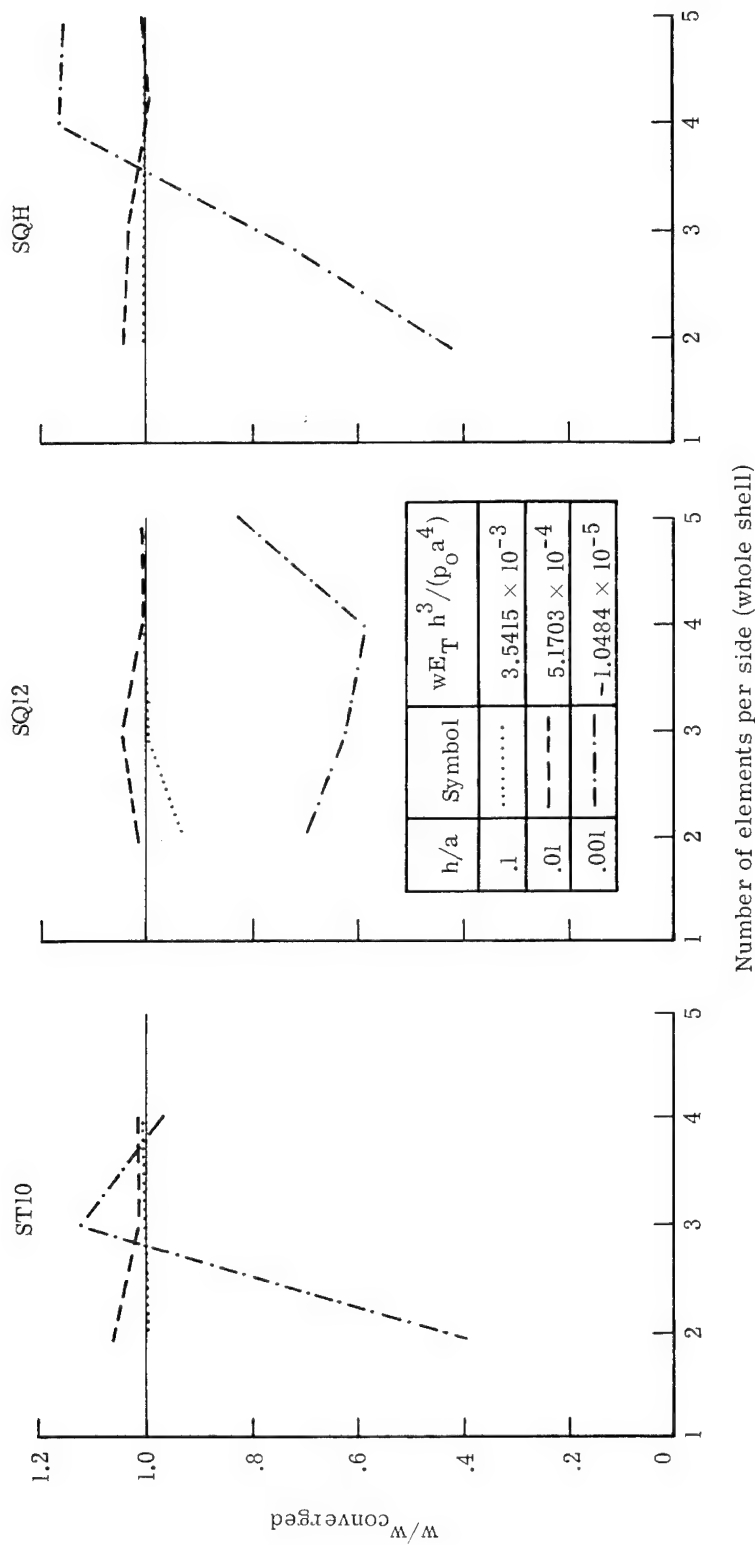 ST10
SQ12
SQH
w/w converged
1.2
1.0
.8
.6
.4
.2
0
1 2 3 4 5
1 2 3 4 5
1 2 3 4 5
h/a Symbol wE_T h^3/(p_o a^4)
.1 3.5415 × 10^-3
.01 5.1703 × 10^-4
.001 -1.0484 × 10^-5
Number of elements per side (whole shell)